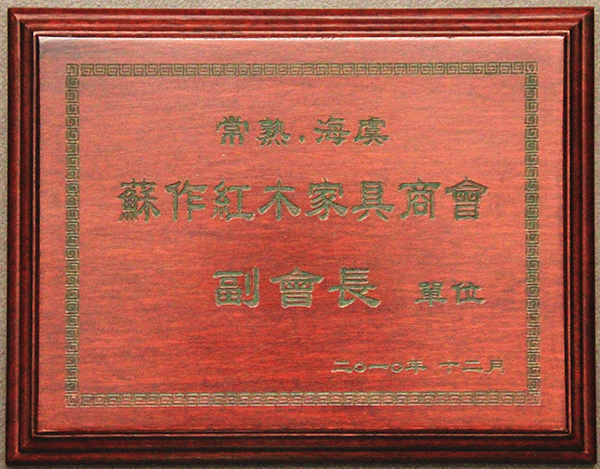 常熟.海虞
蘇作紅木家具商會
副會長 單位
二〇一〇年 十二月